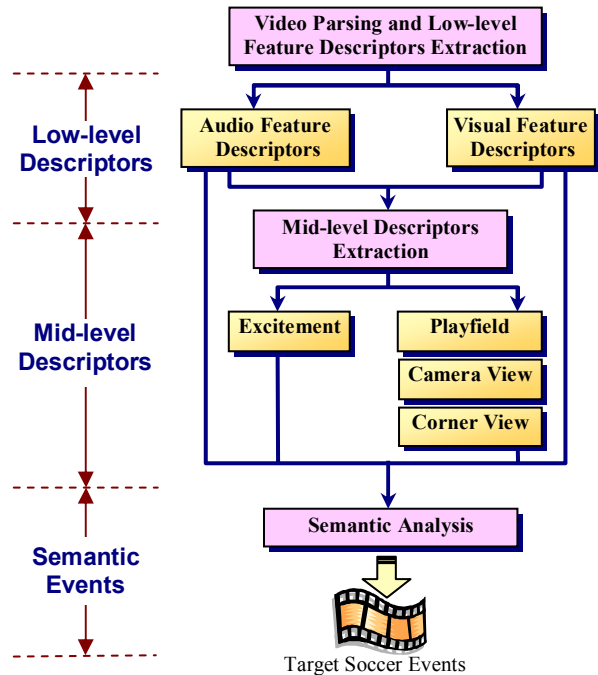 Video Parsing and Low-level
Feature Descriptors Extraction
Low-level
Descriptors
Audio Feature
Descriptors
Visual Feature
Descriptors
Mid-level Descriptors
Extraction
Mid-level
Descriptors
Excitement
Playfield
Camera View
Corner View
Semantic Analysis
Semantic
Events
Target Soccer Events